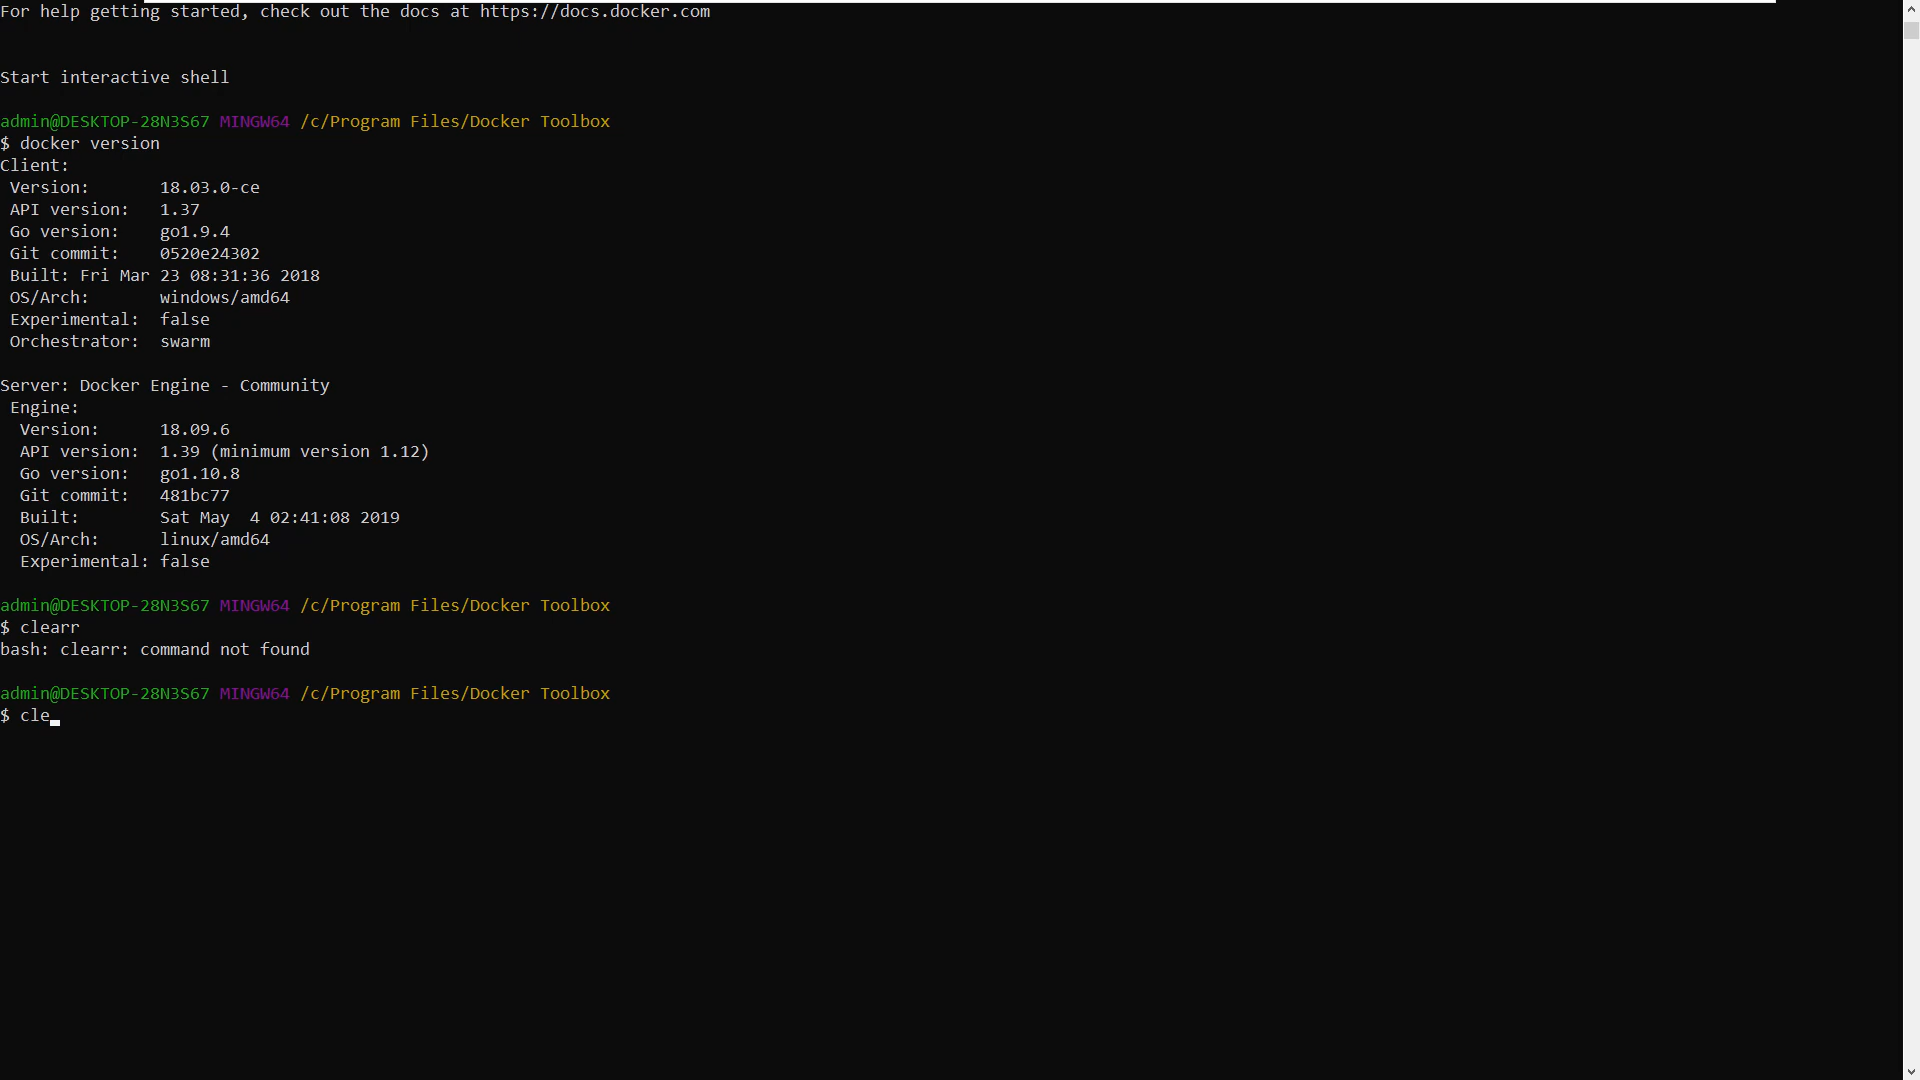 For help getting started, check out the docs at https://docs.docker.com
Start interactive shell
admin@DESKTOP-28N3S67 MINGW64 /c/Program Files/Docker Toolbox
$ docker version
Client:
 Version:       18.03.0-ce
 API version:   1.37
 Go version:    go1.9.4
 Git commit:    0520e24302
 Built: Fri Mar 23 08:31:36 2018
 OS/Arch:       windows/amd64
 Experimental:  false
 Orchestrator:  swarm
Server: Docker Engine - Community
 Engine:
  Version:      18.09.6
  API version:  1.39 (minimum version 1.12)
  Go version:   go1.10.8
  Git commit:   481bc77
  Built:        Sat May  4 02:41:08 2019
  OS/Arch:      linux/amd64
  Experimental: false
admin@DESKTOP-28N3S67 MINGW64 /c/Program Files/Docker Toolbox
$ clearr
bash: clearr: command not found
admin@DESKTOP-28N3S67 MINGW64 /c/Program Files/Docker Toolbox
$ cle